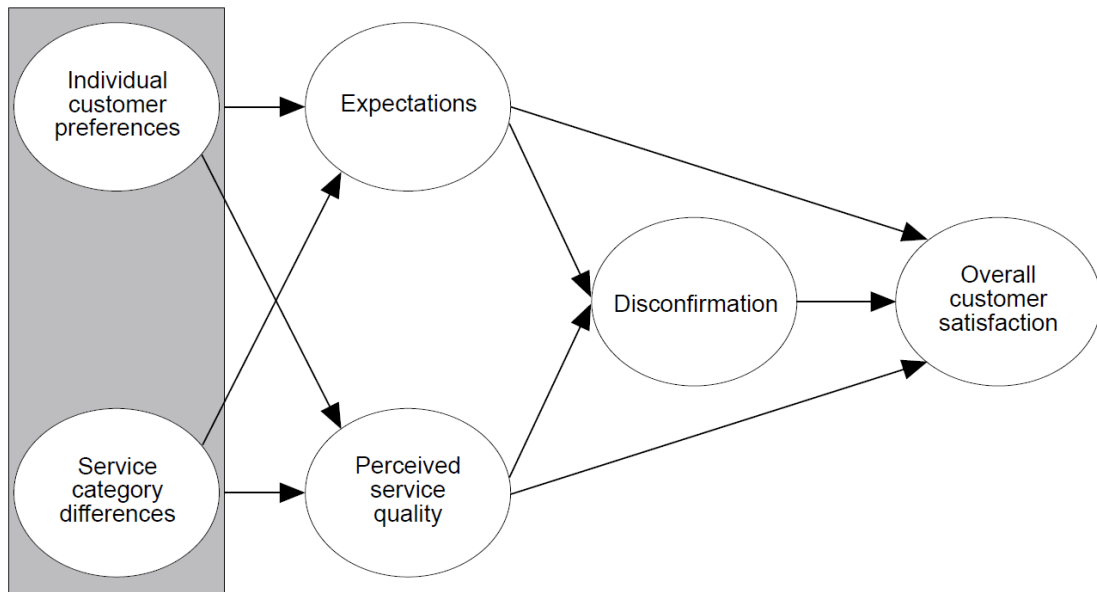 Individual
customer
preferences
Expectations
Disconfirmation
Overall
customer
satisfaction
Service
category
differences
Perceived
service
quality